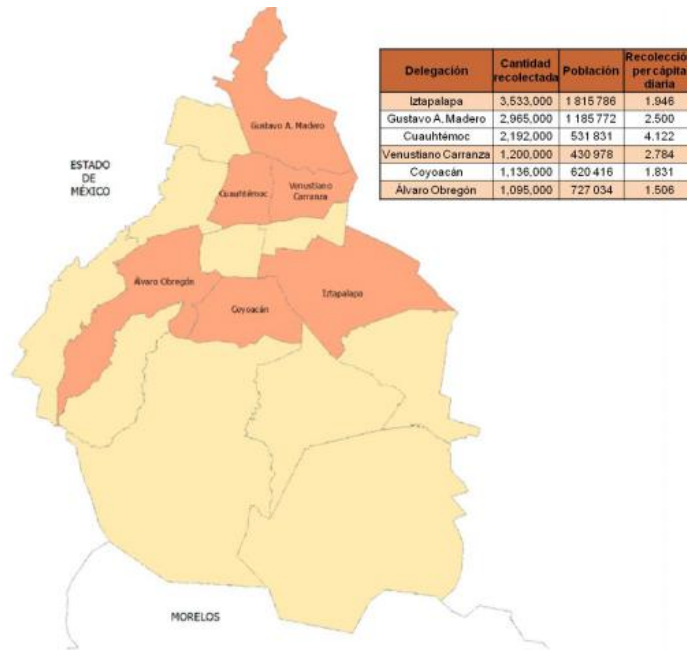 Delegación Cantidad recolectada Población Recolección per cápita diaria
Iztapalapa 3,533,000 1 815 786 1.946
Gustavo A. Madero 2,965,000 1 185 772 2.500
Cuauhtémoc 2,192,000 531 831 4.122
Venustiano Carranza 1,200,000 430 978 2.784
Coyoacán 1,136,000 620 416 1.831
Álvaro Obregón 1,095,000 727 034 1.506
Gustavo A. Madero
ESTADO
DE
MÉXICO
Cuauhtémoc
Venustiano
Carranza
Álvaro Obregón
Coyoacán
Iztapalapa
MORELOS